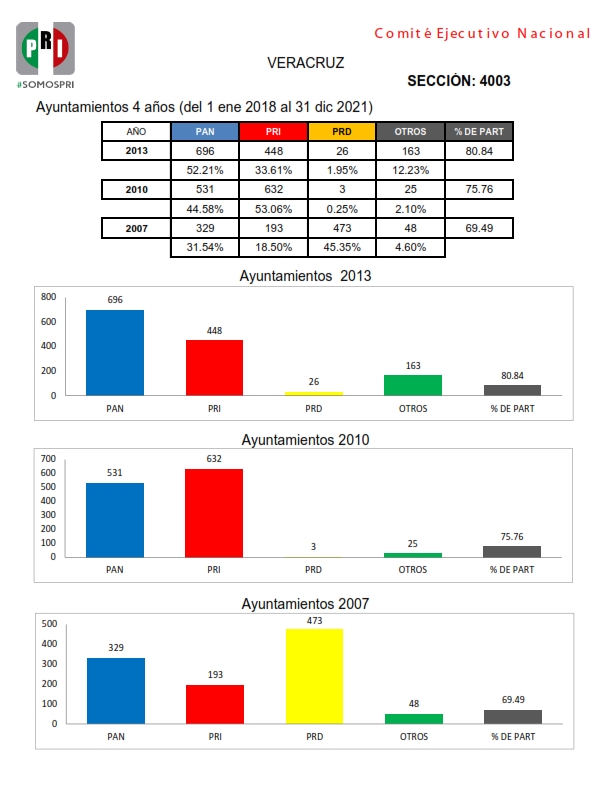 Comité Ejecutivo Nacional
PRI
#SOMOSPRI
VERACRUZ
SECCIÓN: 4003
Ayuntamientos 4 años (del 1 ene 2018 al 31 dic 2021)
AÑO PAN PRI PRD OTROS % DE PART
2013 696 448 26 163 80.84
52.21% 33.61% 1.95% 12.23%
2010 531 632 3 25 75.76
44.58% 53.06% 0.25% 2.10%
2007 329 193 473 48 69.49
31.54% 18.50% 45.35% 4.60%
Ayuntamientos 2013
800
600
400
200
0
696 448 26 163 80.84
PAN PRI PRD OTROS % DE PART
Ayuntamientos 2010
700
600
500
400
300
200
100
0
531 632 3 25 75.76
PAN PRI PRD OTROS % DE PART
Ayuntamientos 2007
500
400
300
200
100
0
329 193 473 48 69.49
PAN PRI PRD OTROS % DE PART